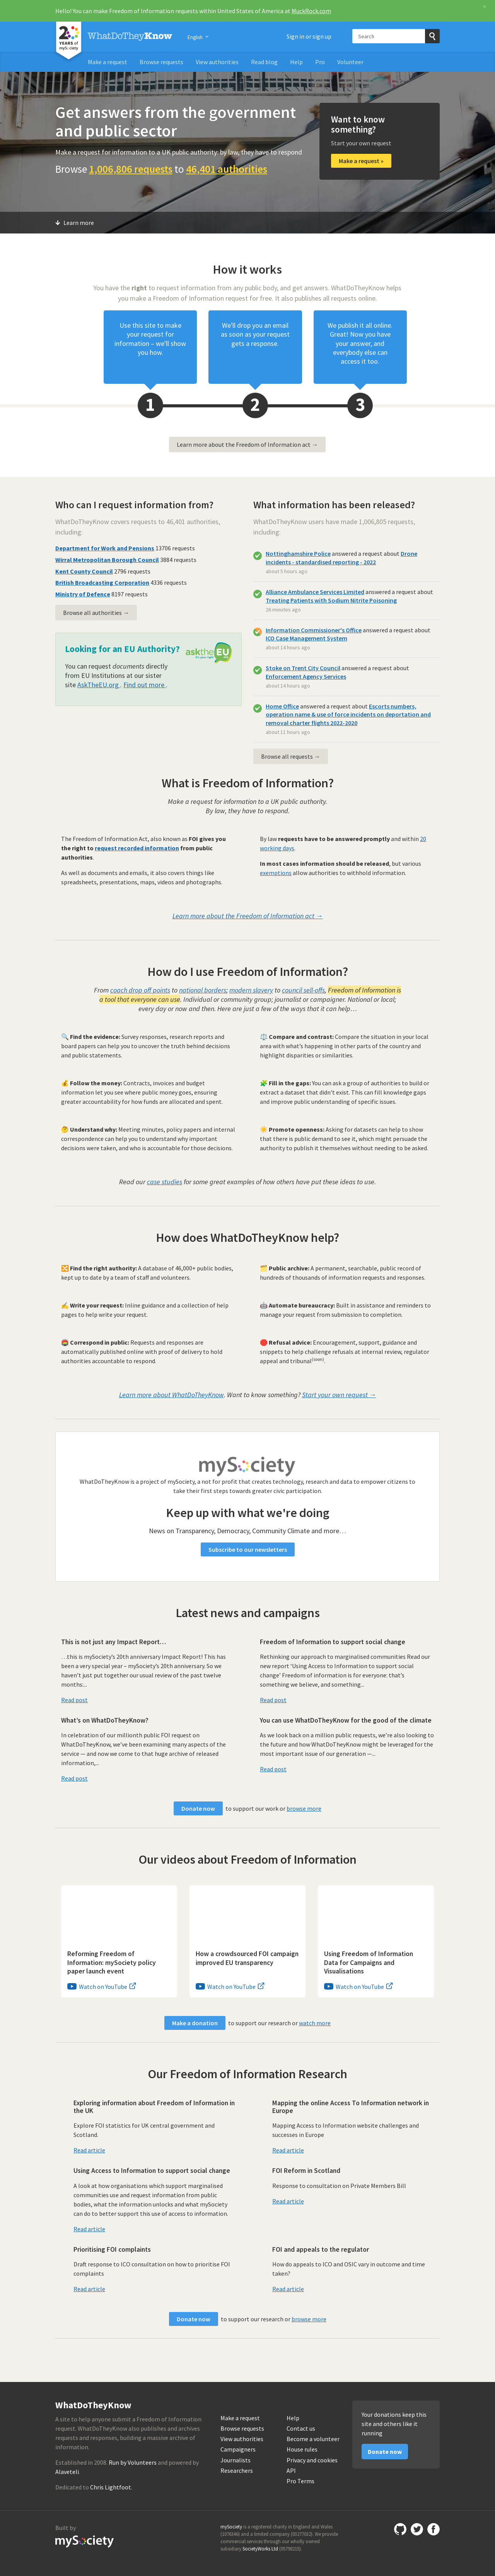 Hello! You can make Freedom of Information requests within United States of America at MuckRock.com
×
20 YEARS of my society
WhatDoTheyKnow
English
Sign in or sign up
Search
Make a request
Browse requests
View authorities
Read blog
Help
Pro
Volunteer
Get answers from the government
and public sector
Make a request for information to a UK public authority: by law, they have to respond
Browse 1,006,806 requests to 46,401 authorities
Want to know
something?
Start your own request
Make a request »
Learn more
How it works
You have the right to request information from any public body, and get answers. WhatDoTheyKnow helps
you make a Freedom of Information request. It also publishes all requests online.
Use this site to make
your request for
information – we'll show
you how.
We'll drop you an email
as soon as your request
gets a response.
We publish it all online.
Great! Now you have
your answer, and
everybody else can
access it too.
1
2
3
Learn more about the Freedom of Information act →
Who can I request information from?
WhatDoTheyKnow covers requests to 46,401 authorities,
including:
Department for Work and Pensions 13706 requests
Wirral Metropolitan Borough Council 3884 requests
Kent County Council 2796 requests
British Broadcasting Corporation 4336 requests
Ministry of Defence 8197 requests
Browse all authorities →
Looking for an EU Authority?
asktheEU
You can request documents directly
from EU Institutions at our sister
site AskTheEU.org . Find out more .
What information has been released?
WhatDoTheyKnow users have made 1,006,805 requests,
including:
Nottinghamshire Police answered a request about Drone
incidents - standardised reporting - 2022
about 5 hours ago
Alliance Ambulance Services Limited answered a request about
Treating Patients with Sodium Nitrite Poisoning
26 minutes ago
Information Commissioner's Office answered a request about
ICO Case Management System
about 14 hours ago
Stoke on Trent City Council answered a request about
Enforcement Agency Services
about 14 hours ago
Home Office answered a request about Escorts numbers,
operation name & use of force incidents on deportation and
removal charter flights 2022-2020
about 11 hours ago
Browse all requests →
What is Freedom of Information?
Make a request for information to a UK public authority.
By law, they have to respond.
The Freedom of Information Act, also known as FOI gives you
the right to request recorded information from public
authorities.
As well as documents and emails, it also covers things like
spreadsheets, presentations, maps, videos and photographs.
By law requests have to be answered promptly and within 20
working days.
In most cases information should be released, but various
exemptions allow authorities to withhold information.
Learn more about the Freedom of Information act →
How do I use Freedom of Information?
From coach drop off points to national borders; modern slavery to council sell-offs, Freedom of Information is
a tool that everyone can use. Individual or community group; journalist or campaigner. National or local;
every day or now and then. Here are just a few of the ways that it can help…
🔍 Find the evidence: Survey responses, research reports and
board papers can help you to uncover the truth behind decisions
and public statements.
⚖️ Compare and contrast: Compare the situation in your local
area with what's happening in other parts of the country and
highlight disparities or similarities.
💰 Follow the money: Contracts, invoices and budget
information let you see where public money goes, ensuring
greater accountability for how funds are allocated and spent.
🧩 Fill in the gaps: You can ask a group of authorities to build or
extract a dataset that don't exist. This can fill knowledge gaps
and improve public understanding of specific issues.
🤔 Understand why: Meeting minutes, policy papers and internal
correspondence can help you to understand why important
decisions were taken, and who is accountable for those decisions.
☀️ Promote openness: Asking for datasets can help to show
that there is public demand to see it, which might persuade the
authority to publish it themselves without needing to be asked.
Read our case studies for some great examples of how others have put these ideas to use.
How does WhatDoTheyKnow help?
🔀 Find the right authority: A database of 46,000+ public bodies,
kept up to date by a team of staff and volunteers.
🗂️ Public archive: A permanent, searchable, public record of
hundreds of thousands of information requests and responses.
✍️ Write your request: Inline guidance and a collection of help
pages to help write your request.
🤖 Automate bureaucracy: Built in assistance and reminders to
manage your request from submission to completion.
Correspond in public: Requests and responses are
automatically published online with proof of delivery to hold
authorities accountable to respond.
🛑 Refusal advice: Encouragement, support, guidance and
snippets to help challenge refusals at internal review, regulator
appeal and tribunal(soon).
Learn more about WhatDoTheyKnow. Want to know something? Start your own request →
mySociety
WhatDoTheyKnow is a project of mySociety, a not for profit that creates technology, research and data to empower citizens to
take their first steps towards greater civic participation.
Keep up with what we're doing
News on Transparency, Democracy, Community Climate and more…
Subscribe to our newsletters
Latest news and campaigns
This is not just any Impact Report…
…this is mySociety's 20th anniversary Impact Report! This has
been a very special year – mySociety's 20th anniversary. So we
haven't just put together our usual review of the past twelve
months:...
Read post
Freedom of Information to support social change
Rethinking our approach to marginalised communities Read our
new report 'Using Access to Information to support social
change' Freedom of information is for everyone: that's
something we believe, and something...
Read post
What's on WhatDoTheyKnow?
In celebration of our millionth public FOI request on
WhatDoTheyKnow, we've been examining many aspects of the
service — and now we come to that huge archive of released
information,...
Read post
You can use WhatDoTheyKnow for the good of the climate
As we look back on a million public requests, we're also looking to
the future and how WhatDoTheyKnow might be leveraged for the
most important issue of our generation —...
Read post
Donate now to support our work or browse more
Our videos about Freedom of Information
Reforming Freedom of
Information: mySociety policy
paper launch event
Watch on YouTube
How a crowdsourced FOI campaign
improved EU transparency
Watch on YouTube
Using Freedom of Information
Data for Campaigns and
Visualisations
Watch on YouTube
Make a donation to support our research or watch more
Our Freedom of Information Research
Exploring information about Freedom of Information in
the UK
Explore FOI statistics for UK central government and
Scotland.
Read article
Mapping the online Access To Information network in
Europe
Mapping Access to Information website challenges and
successes in Europe
Read article
Using Access to Information to support social change
A look at how organisations which support marginalised
communities use and request information from public
bodies, what the information unlocks and what mySociety
can do to better support this use of access to information.
Read article
FOI Reform in Scotland
Response to consultation on Private Members Bill
Read article
Prioritising FOI complaints
Draft response to ICO consultation on how to prioritise FOI
complaints
Read article
FOI and appeals to the regulator
How do appeals to ICO and OSIC vary in outcome and time
taken?
Read article
Donate now to support our research or browse more
WhatDoTheyKnow
A site to help anyone submit a Freedom of Information
request. WhatDoTheyKnow also publishes and archives
requests and responses, building a massive archive of
information.
Established in 2008. Run by Volunteers and powered by
Alaveteli.
Dedicated to Chris Lightfoot.
Make a request
Browse requests
View authorities
Campaigners
Journalists
Researchers
Help
Contact us
Become a volunteer
House rules
Privacy and cookies
API
Pro Terms
Your donations keep this
site and others like it
running
Donate now
Built by
mySociety
mySociety is a registered charity in England and Wales
(1076346) and a limited company (03277032). We provide
commercial services through our wholly owned
subsidiary SocietyWorks Ltd (05798215).